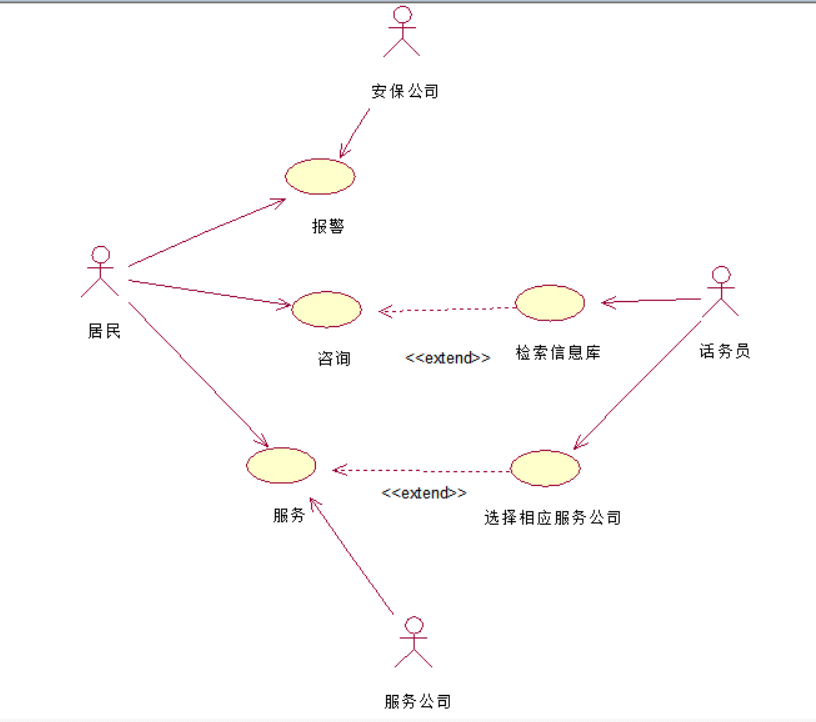 安保公司
报警
居民
咨询
<<extend>>
检索信息库
话务员
服务
<<extend>>
选择相应服务公司
服务公司